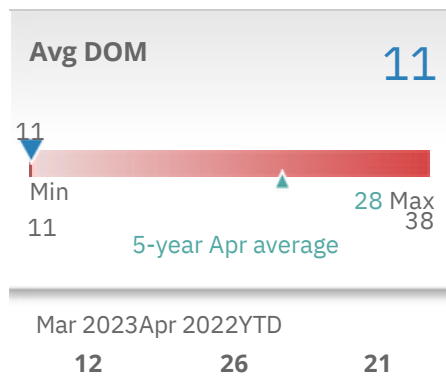 Avg DOM
11
11
Min
28 Max
11
38
5-year Apr average
Mar 2023Apr 2022YTD
12 26 21